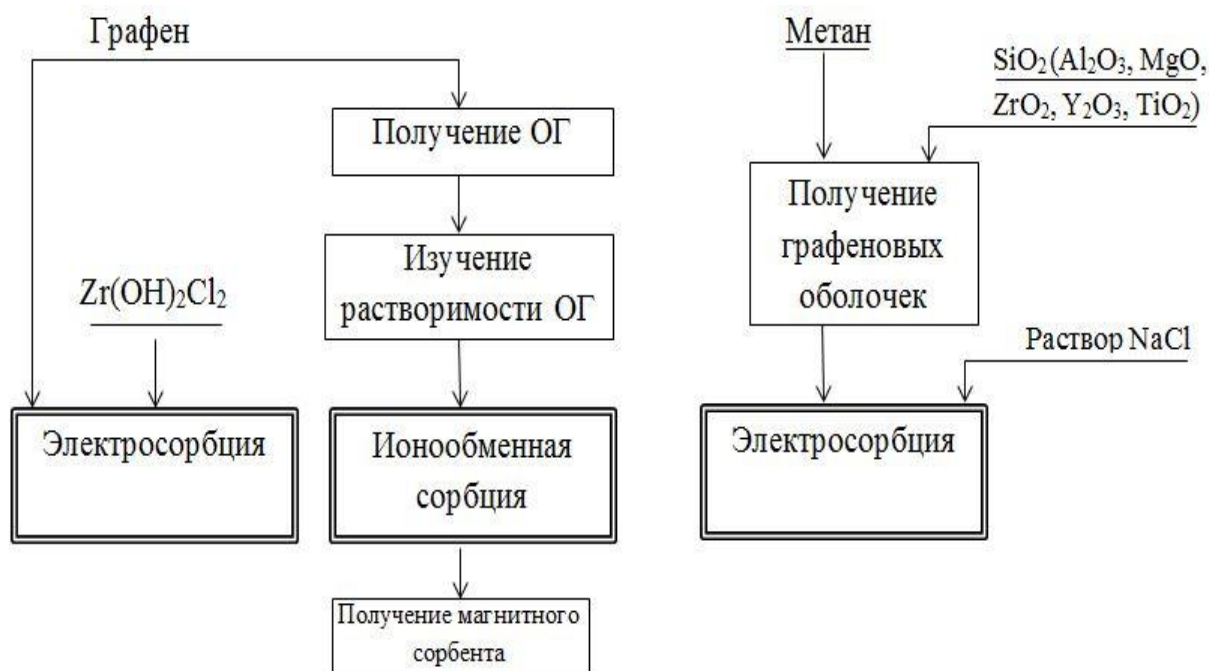 Графен
Получение ОГ
Изучение
растворимости ОГ
Zr(OH)₂Cl₂
Электросорбция
Ионообменная
сорбция
Получение магнитного
сорбента
Метан
SiO₂ (Al₂O₃, MgO,
ZrO₂, Y₂O₃, TiO₂)
Получение
графеновых
оболочек
Раствор NaCl
Электросорбция